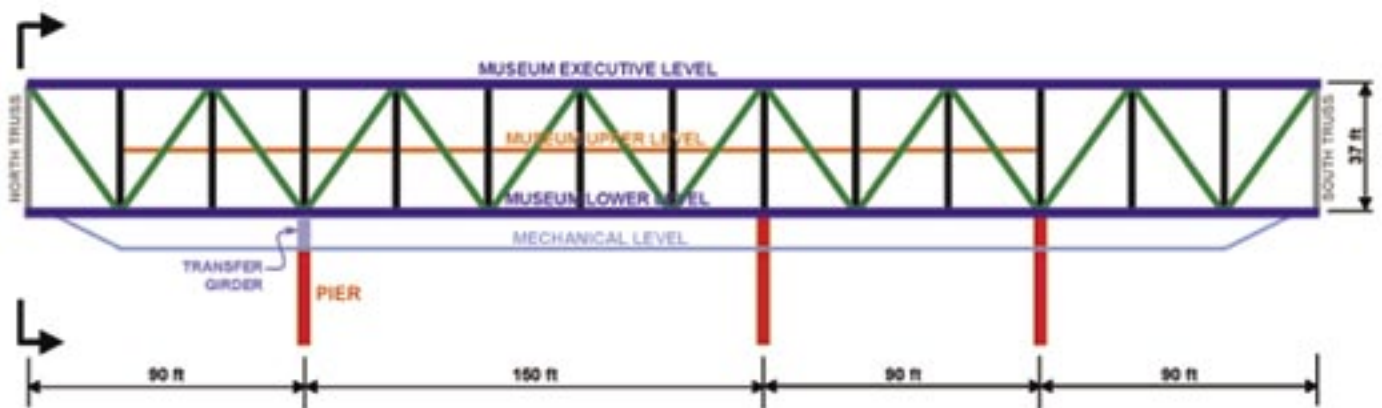 MUSEUM EXECUTIVE LEVEL
NORTH TRUSS
MUSEUM UPPER LEVEL
SOUTH TRUSS
37 ft
MUSEUM LOWER LEVEL
MECHANICAL LEVEL
TRANSFER
GIRDER
PIER
90 ft
150 ft
90 ft
90 ft